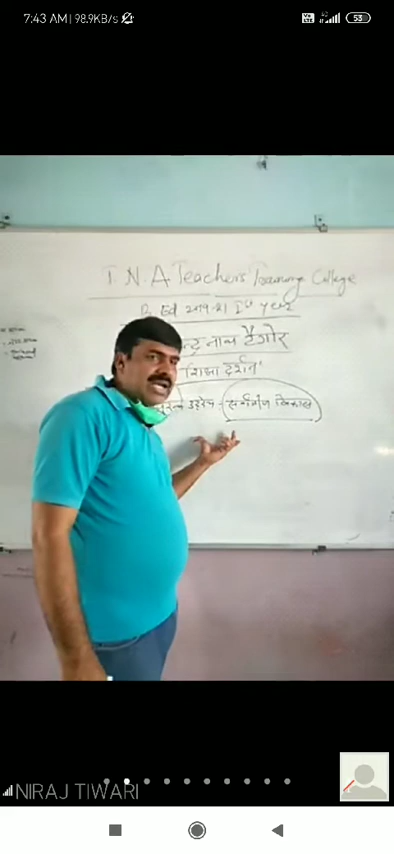 7:43 AM | 98.9KB/s
53
T.N.A Teachers Training College
B.Ed 2019-21 Ist year
नाथ टैगोर
शिक्षा दर्शन"
उद्देश्य - सर्वांगीण विकास
NIRAJ TIWARI